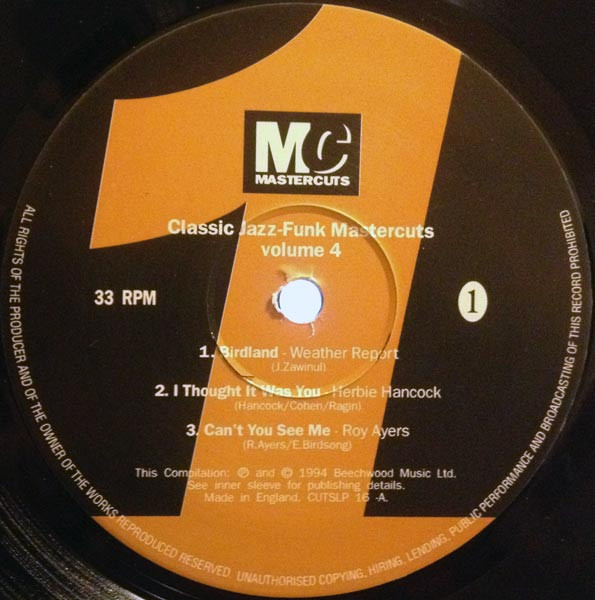 MC
MASTERCUTS
Classic Jazz-Funk Mastercuts
volume 4
33 RPM
1
1. Birdland - Weather Report
(J.Zawinul)
2. I Thought It Was You - Herbie Hancock
(Hancock/Cohen/Ragin)
3. Can't You See Me - Roy Ayers
(R.Ayers/E.Birdsong)
This Compilation: ℗ and © 1994 Beechwood Music Ltd.
See inner sleeve for publishing details.
Made in England. CUTSLP 16 -A.
ALL RIGHTS OF THE PRODUCER AND OF THE OWNER OF THE WORKS REPRODUCED RESERVED. UNAUTHORISED COPYING, HIRING, LENDING, PUBLIC PERFORMANCE AND BROADCASTING OF THIS RECORD PROHIBITED